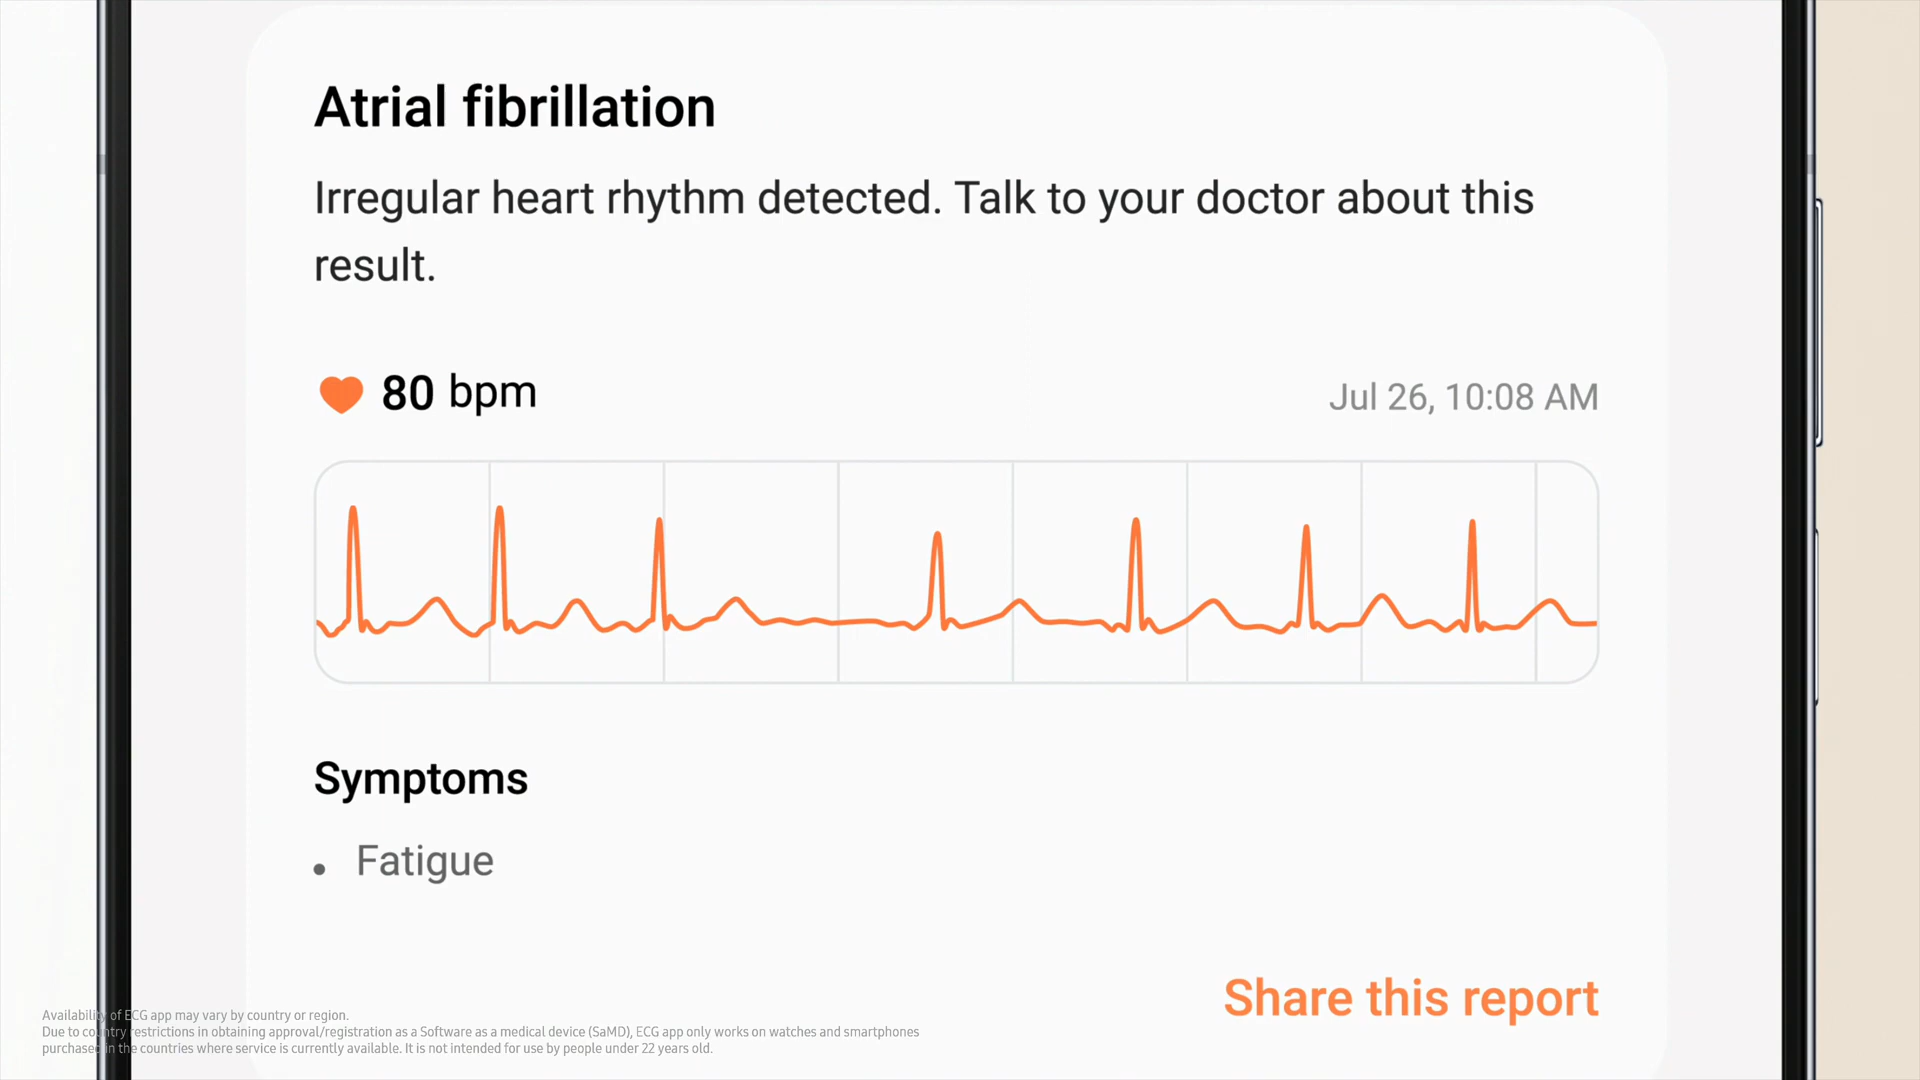 Atrial fibrillation
Irregular heart rhythm detected. Talk to your doctor about this
result.
80 bpm
Jul 26, 10:08 AM
Symptoms
• Fatigue
Share this report
Availability of ECG app may vary by country or region.
Due to country restrictions in obtaining approval/registration as a Software as a medical device (SaMD), ECG app only works on watches and smartphones
purchased in the countries where service is currently available. It is not intended for use by people under 22 years old.